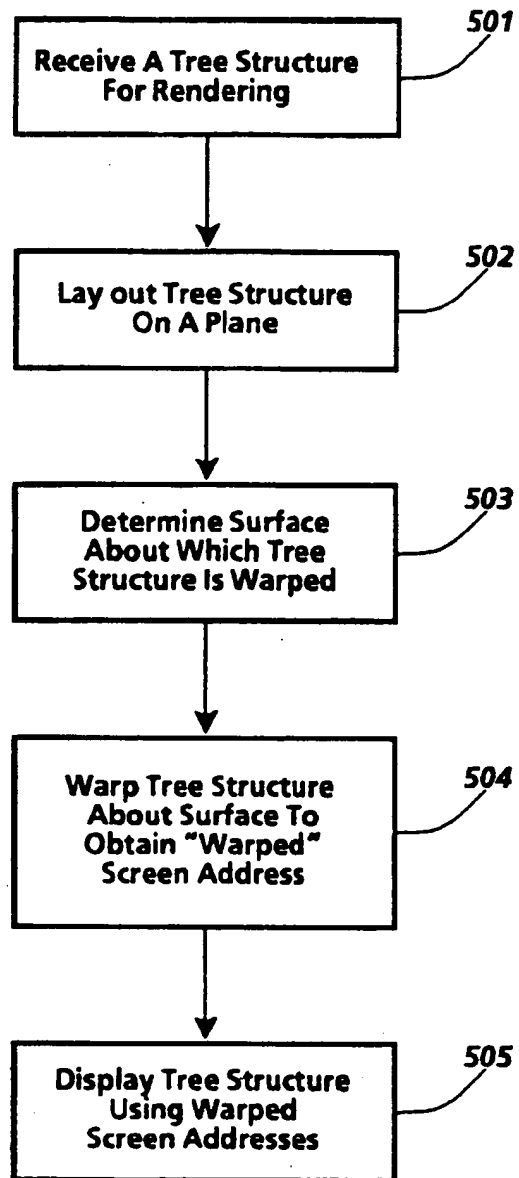 501
Receive A Tree Structure
For Rendering
502
Lay out Tree Structure
On A Plane
503
Determine Surface
About Which Tree
Structure Is Warped
504
Warp Tree Structure
About Surface To
Obtain "Warped"
Screen Address
505
Display Tree Structure
Using Warped
Screen Addresses